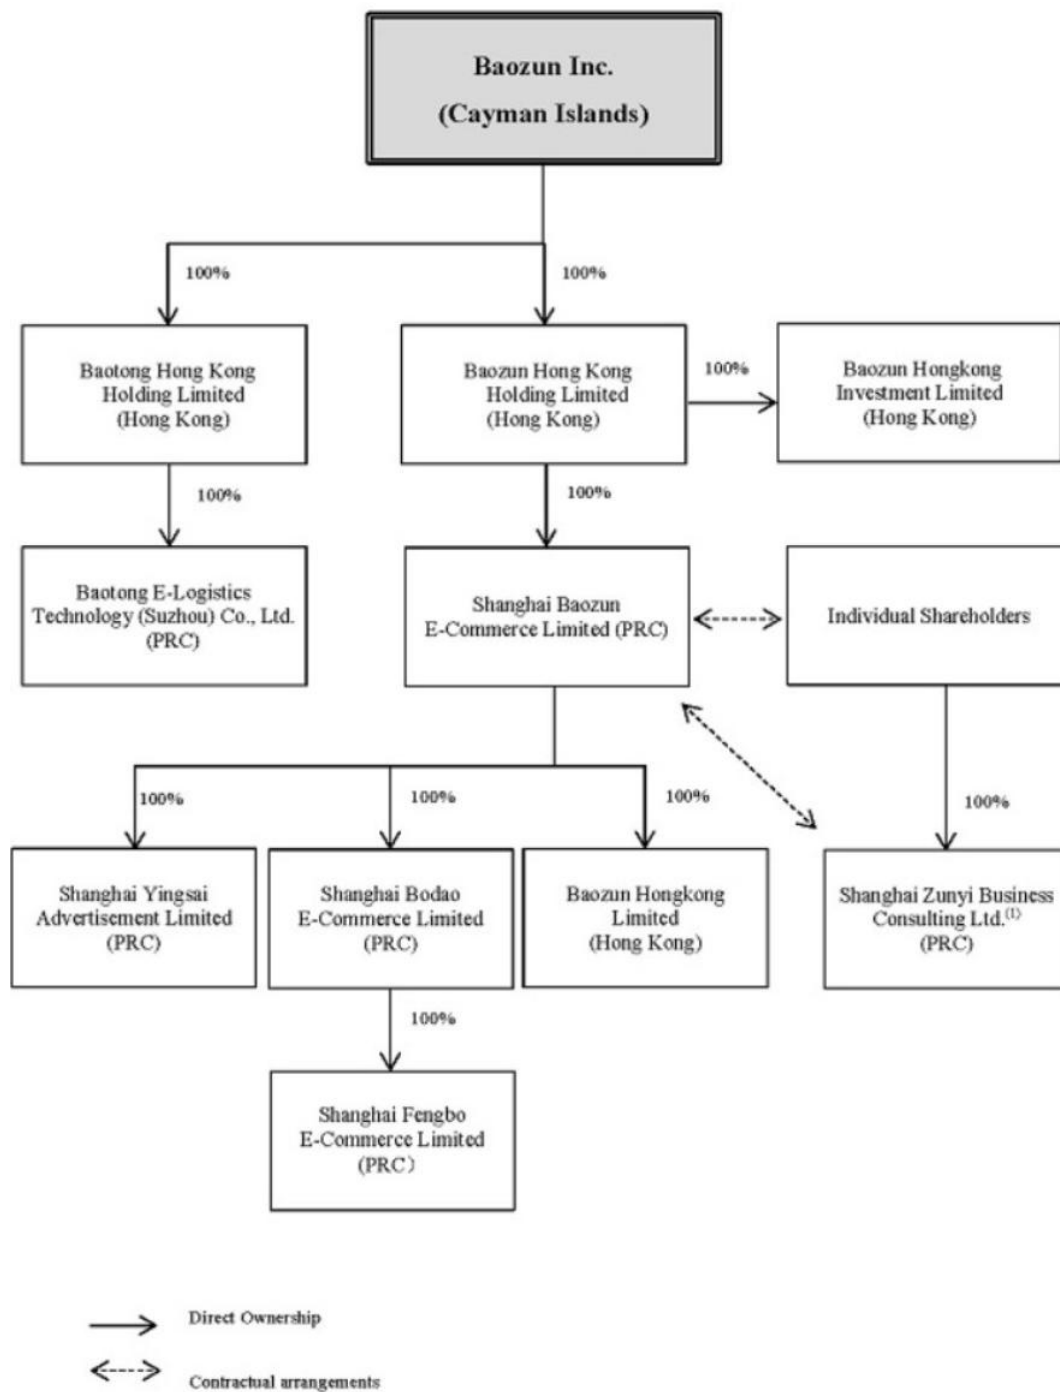 Baozun Inc.
(Cayman Islands)
100%
100%
Baotong Hong Kong
Holding Limited
(Hong Kong)
Baozun Hong Kong
Holding Limited
(Hong Kong)
100%
Baozun Hongkong
Investment Limited
(Hong Kong)
100%
100%
Baotong E-Logistics
Technology (Suzhou) Co., Ltd.
(PRC)
Shanghai Baozun
E-Commerce Limited (PRC)
Individual Shareholders
100%
100%
100%
100%
Shanghai Yingsai
Advertisement Limited
(PRC)
Shanghai Bodao
E-Commerce Limited
(PRC)
Baozun Hongkong
Limited
(Hong Kong)
Shanghai Zunyi Business
Consulting Ltd.(1)
(PRC)
100%
Shanghai Fengbo
E-Commerce Limited
(PRC）
Direct Ownership
Contractual arrangements